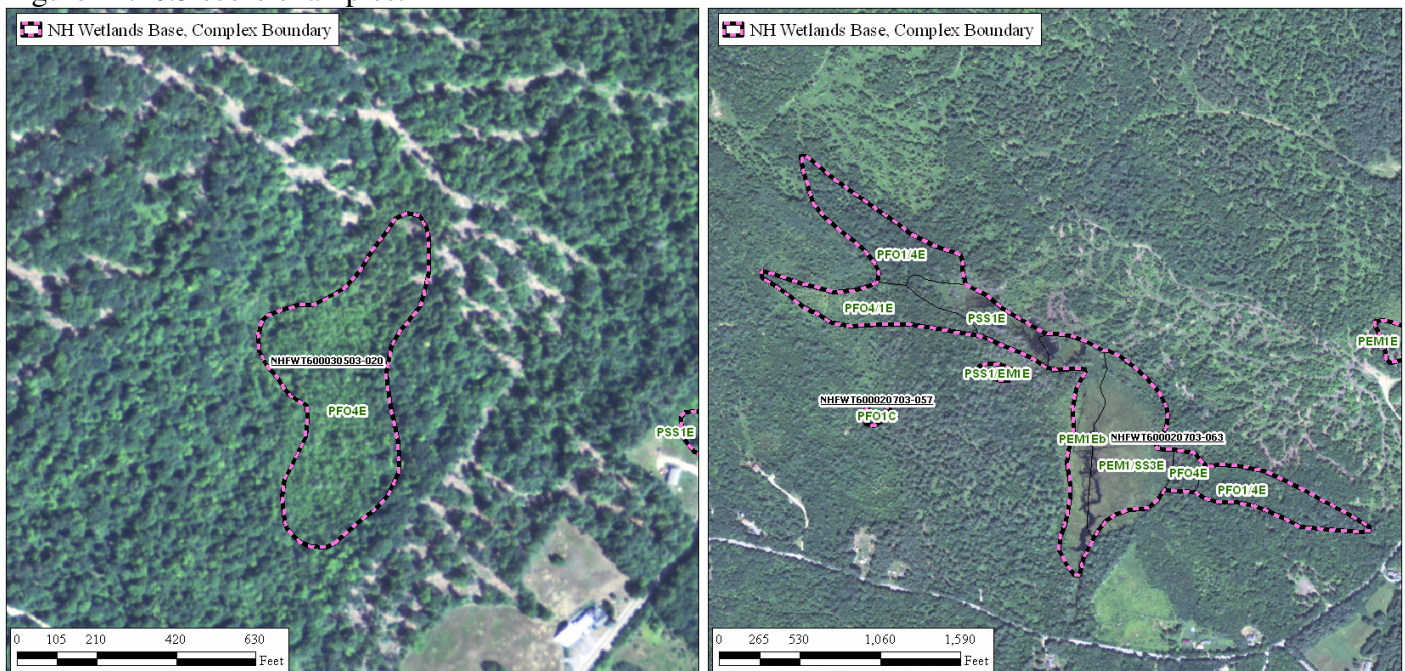 NH Wetlands Base, Complex Boundary
NHFWT600030503-020
PFO4E
PSS1E
0 105 210 420 630
Feet
NH Wetlands Base, Complex Boundary
PFO1/4E
PFO4/1E
PSS1E
PEM1E
PSS1/EM1E
NHFWT600020703-057
PFO1C
PEM1Eb
NHFWT600020703-063
PEM1/SS3E
PFO4E
PFO1/4E
0 265 530 1,060 1,590
Feet